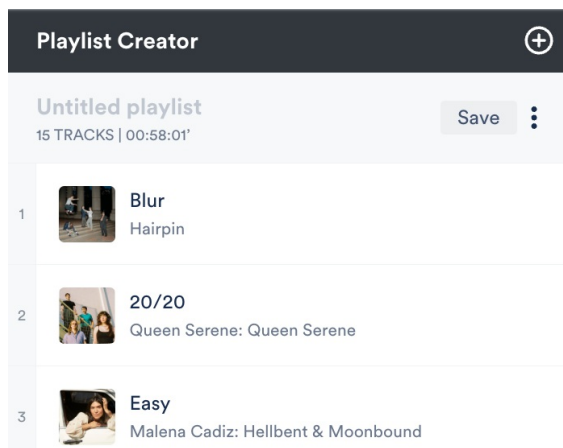 Playlist Creator
Untitled playlist
Save
15 TRACKS | 00:58:01’
1
Blur
Hairpin
2
20/20
Queen Serene: Queen Serene
3
Easy
Malena Cadiz: Hellbent & Moonbound